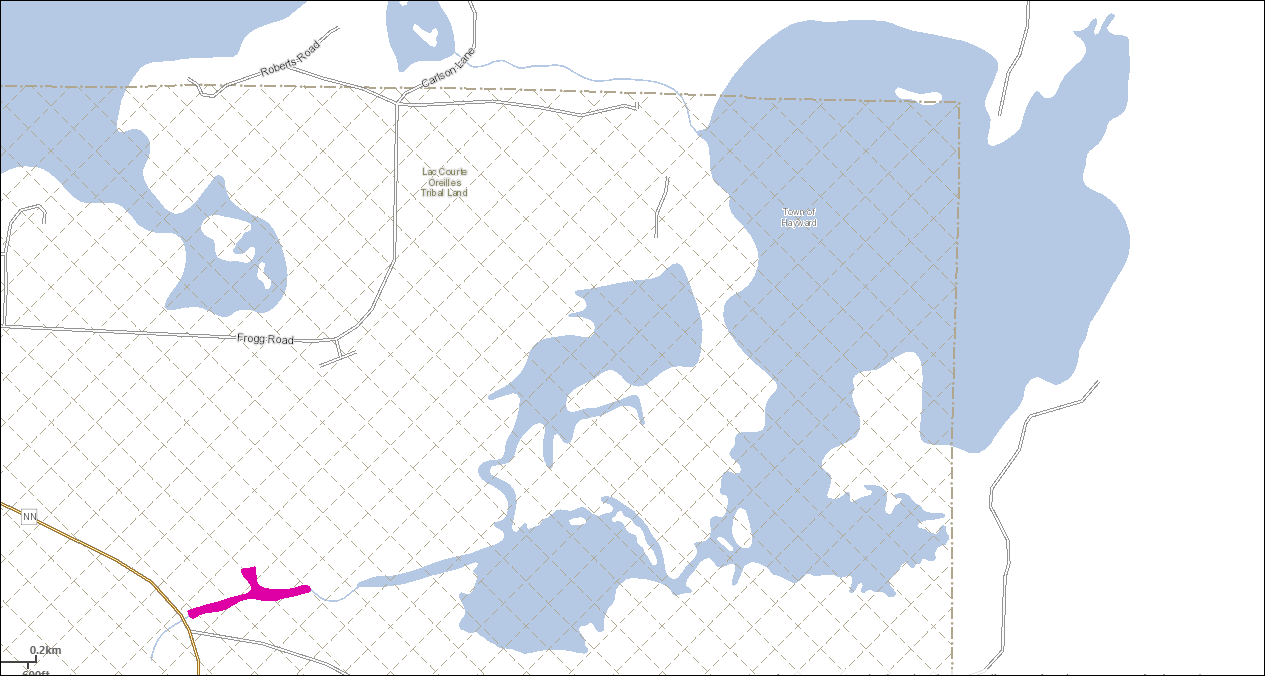 Roberts Road
Carlson Lane
Lac Courte
Oreilles
Tribal Land
Town of
Hayward
Frogg Road
NN
0.2km
600ft